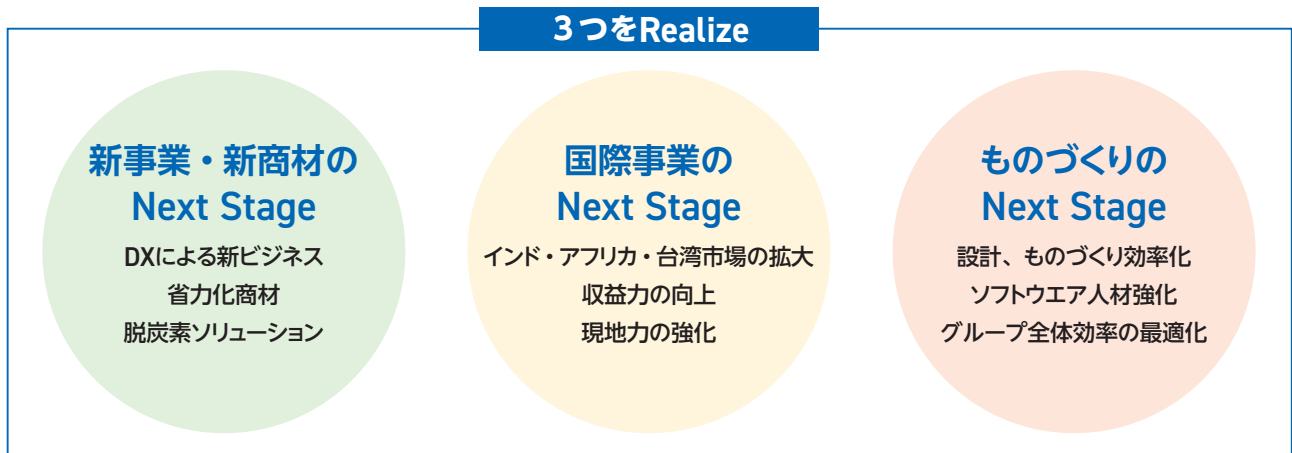 3つをRealize
新事業・新商材の
Next Stage
DXによる新ビジネス
省力化商材
脱炭素ソリューション
国際事業の
Next Stage
インド・アフリカ・台湾市場の拡大
収益力の向上
現地力の強化
ものづくりの
Next Stage
設計、ものづくり効率化
ソフトウエア人材強化
グループ全体効率の最適化